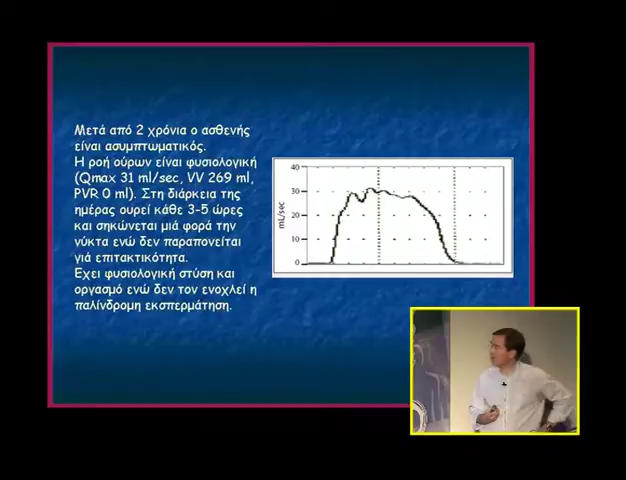 Μετά από 2 χρόνια ο ασθενής
είναι ασυμπτωματικός.
Η ροή ούρων είναι φυσιολογική
(Qmax 31 ml/sec, VV 269 ml,
PVR 0 ml). Στη διάρκεια της
ημέρας ουρεί κάθε 3-5 ώρες
και σηκώνεται μιά φορά την
νύκτα ενώ δεν παραπονείται
γιά επιτακτικότητα.
Εχει φυσιολογική στύση και
οργασμό ενώ δεν τον ενοχλεί η
παλίνδρομη εκσπερμάτηση.
40
30
20
10
0
mL/sec